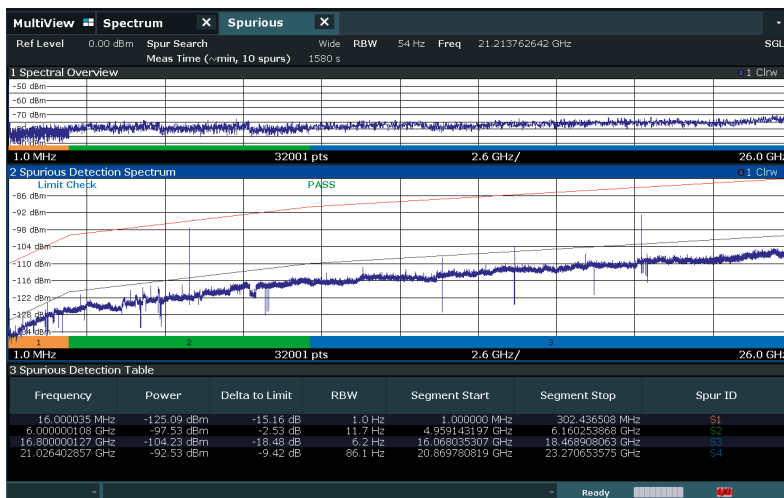 MultiView Spectrum X Spurious X
Ref Level 0.00 dBm Spur Search Wide RBW 54 Hz Freq 21.213762642 GHz SGL
Meas Time (~min, 10 spurs) 1580 s
1 Spectral Overview 1 Clrw
-50 dBm
-60 dBm
-70 dBm
1.0 MHz 32001 pts 2.6 GHz/ 26.0 GHz
2 Spurious Detection Spectrum 1 Clrw
Limit Check PASS
-86 dBm
-92 dBm
-98 dBm
-104 dBm
-110 dBm
-116 dBm
-122 dBm
-128 dBm
1 2 3
1.0 MHz 32001 pts 2.6 GHz/ 26.0 GHz
3 Spurious Detection Table
Frequency Power Delta to Limit RBW Segment Start Segment Stop Spur ID
16.000035 MHz -125.09 dBm -15.16 dB 1.0 Hz 1.000000 MHz 302.436508 MHz S1
6.000000108 GHz -97.53 dBm -2.53 dB 11.7 Hz 4.959143197 GHz 6.160253868 GHz S2
16.800000127 GHz -104.23 dBm -18.48 dB 6.2 Hz 16.068035307 GHz 18.468908063 GHz S3
21.026402857 GHz -92.53 dBm -9.42 dB 86.1 Hz 20.869780819 GHz 23.270653575 GHz S4
Ready